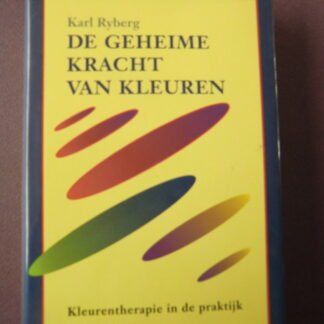 Karl Ryberg
DE GEHEIME
KRACHT
VAN KLEUREN
Kleurentherapie in de praktijk